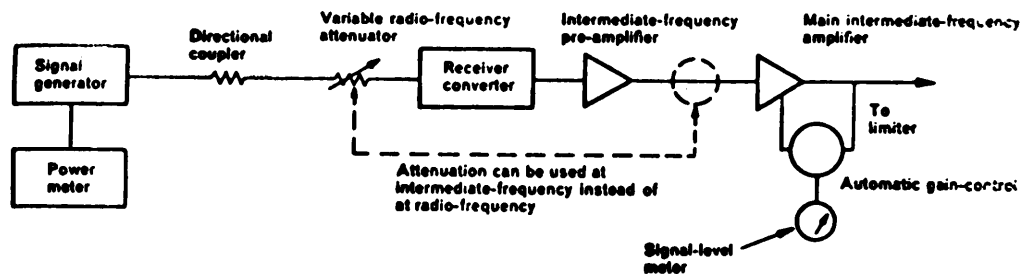 Signal
generator
Power
meter
Directional
coupler
Variable radio-frequency
attenuator
Receiver
converter
Intermediate-frequency
pre-amplifier
Main intermediate-frequency
amplifier
To
limiter
Attenuation can be used at
intermediate-frequency instead of
at radio-frequency
Automatic gain-control
Signal-level
meter